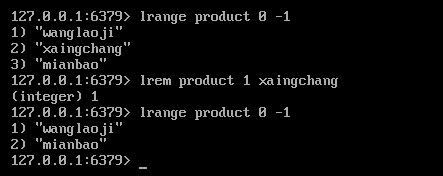 127.0.0.1:6379> lrange product 0 -1
1) "wanglaoji"
2) "xaingchang"
3) "mianbao"
127.0.0.1:6379> lrem product 1 xaingchang
(integer) 1
127.0.0.1:6379> lrange product 0 -1
1) "wanglaoji"
2) "mianbao"
127.0.0.1:6379> _